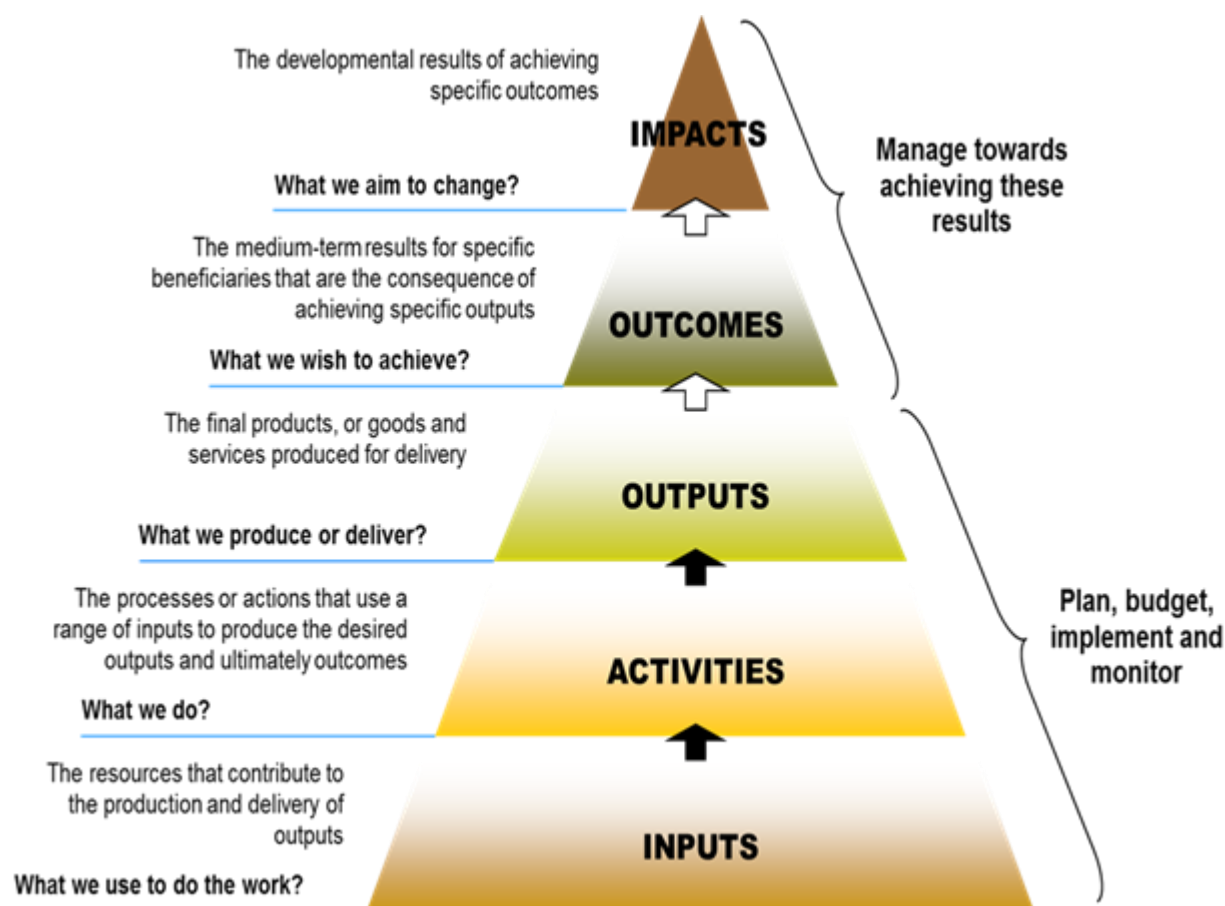 The developmental results of achieving
specific outcomes
IMPACTS
What we aim to change?
Manage towards
achieving these
results
The medium-term results for specific
beneficiaries that are the consequence of
achieving specific outputs
OUTCOMES
What we wish to achieve?
The final products, or goods and
services produced for delivery
OUTPUTS
What we produce or deliver?
The processes or actions that use a
range of inputs to produce the desired
outputs and ultimately outcomes
ACTIVITIES
What we do?
Plan, budget,
implement and
monitor
The resources that contribute to
the production and delivery of
outputs
INPUTS
What we use to do the work?